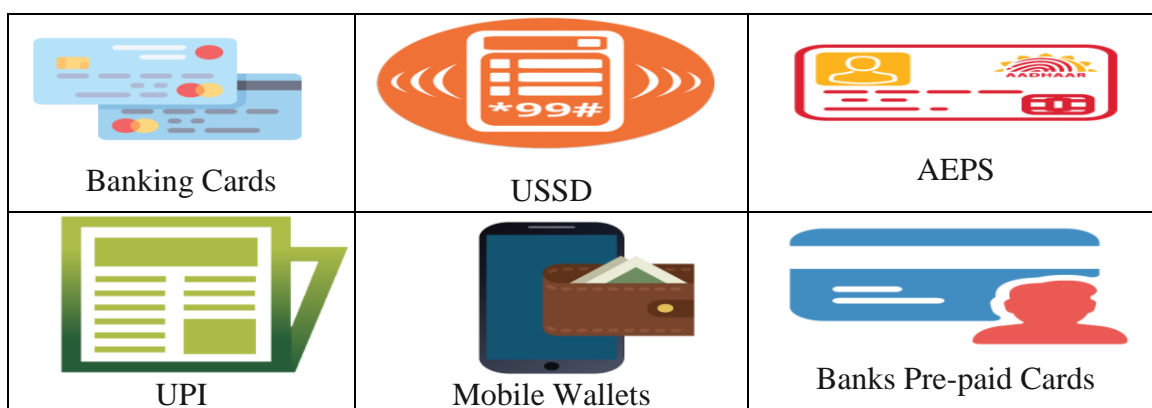 *99#
AADHAAR
Banking Cards
USSD
AEPS
UPI
Mobile Wallets
Banks Pre-paid Cards